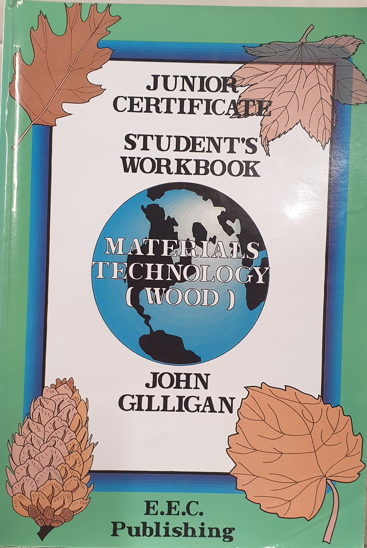 JUNIOR
CERTIFICATE
STUDENT'S
WORKBOOK
MATERIALS
TECHNOLOGY
( WOOD )
JOHN
GILLIGAN
E.E.C.
Publishing